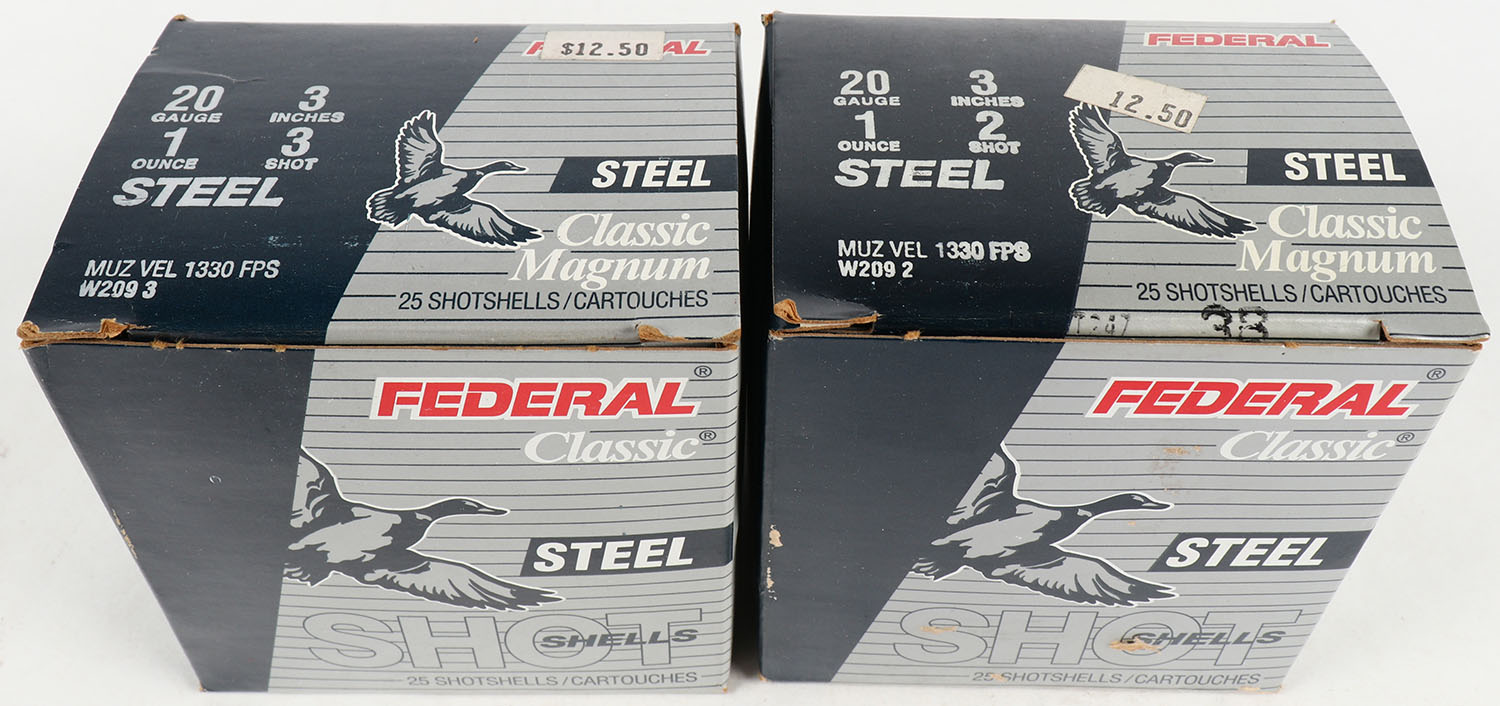 $12.50
20 3
GAUGE INCHES
1 3
OUNCE SHOT
STEEL
STEEL
Classic
Magnum
MUZ VEL 1330 FPS
W209 3
25 SHOTSHELLS/CARTOUCHES
FEDERAL®
Classic®
STEEL
SHOT
SHELLS
25 SHOTSHELLS/CARTOUCHES
FEDERAL
12.50
20 3
GAUGE INCHES
1 2
OUNCE SHOT
STEEL
STEEL
Classic
Magnum
MUZ VEL 1330 FPS
W209 2
25 SHOTSHELLS/CARTOUCHES
FEDERAL®
Classic®
STEEL
SHOT
SHELLS
25 SHOTSHELLS/CARTOUCHES